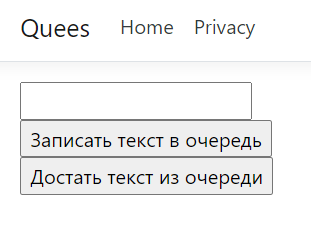 Quees Home Privacy
Записать текст в очередь
Достать текст из очереди